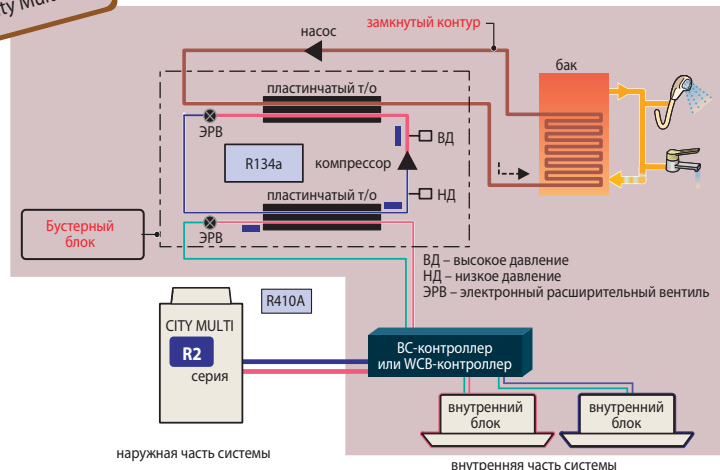 ty Mult
замкнутый контур
насос
бак
пластинчатый т/о
ЭРВ
ВД
R134a
компрессор
пластинчатый т/о
НД
Бустерный
блок
ЭРВ
ВД – высокое давление
НД – низкое давление
ЭРВ – электронный расширительный вентиль
R410A
CITY MULTI
R2
серия
BC-контроллер
или WCB-контроллер
внутренний
блок
внутренний
блок
наружная часть системы
внутренняя часть системы